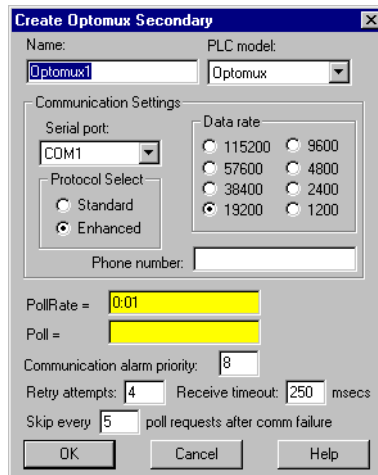 Create Optomux Secondary
Name: PLC model:
Optomux1 Optomux
Communication Settings
Serial port: Data rate
COM1 115200 9600
57600 4800
Protocol Select 38400 2400
Standard 19200 1200
Enhanced
Phone number:
PollRate = 0:01
Poll =
Communication alarm priority: 8
Retry attempts: 4 Receive timeout: 250 msecs
Skip every 5 poll requests after comm failure
OK Cancel Help